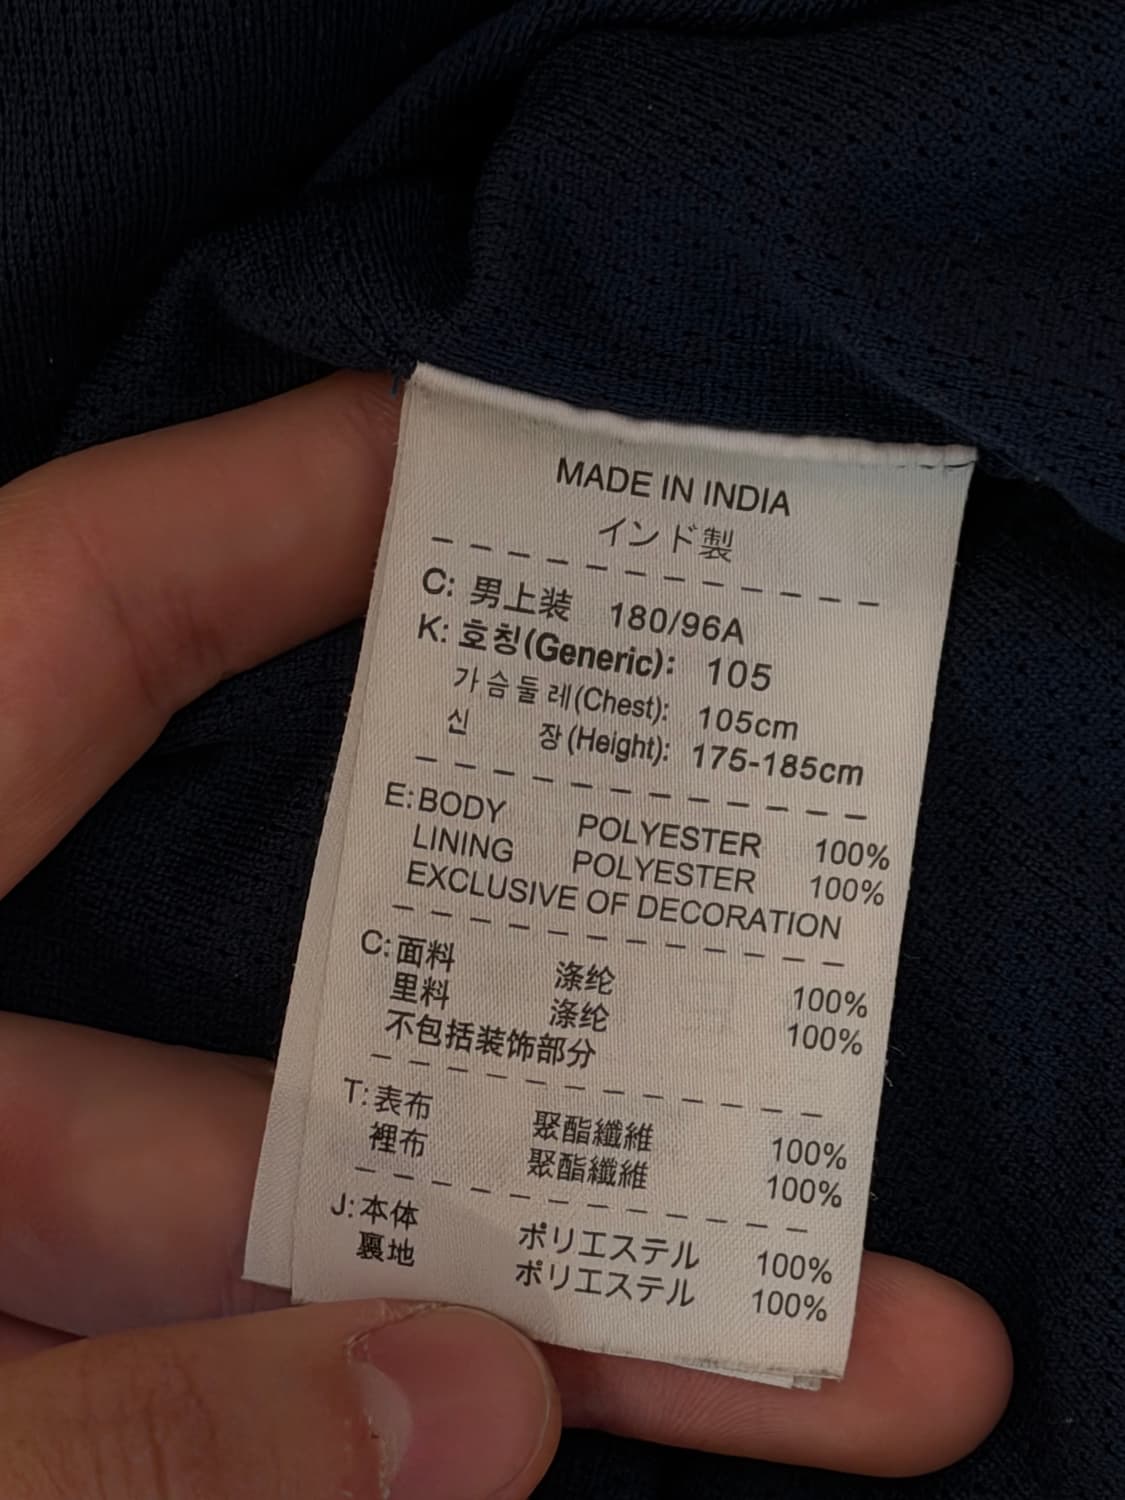 MADE IN INDIA
インド製
C: 男上装 180/96A
K: 호칭(Generic): 105
가슴둘레(Chest): 105cm
신 장(Height): 175-185cm
E: BODY POLYESTER 100%
LINING POLYESTER 100%
EXCLUSIVE OF DECORATION
C: 面料 涤纶 100%
里料 涤纶 100%
不包括装饰部分
T: 表布 聚酯纖維 100%
裡布 聚酯纖維 100%
J: 本体 ポリエステル 100%
裏地 ポリエステル 100%